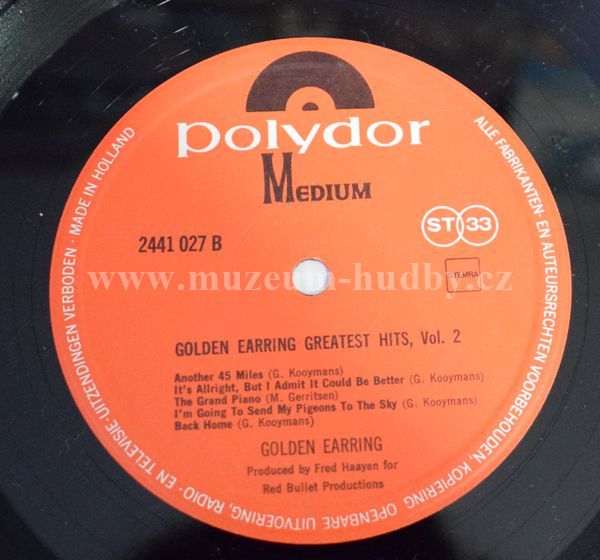 polydor
MEDIUM
2441 027 B
ST 33
STEMRA
www.muzeum-hudby.cz
GOLDEN EARRING GREATEST HITS, Vol. 2
Another 45 Miles (G. Kooymans)
It's Allright, But I Admit It Could Be Better (G. Kooymans)
The Grand Piano (M. Gerritsen)
I'm Going To Send My Pigeons To The Sky (G. Kooymans)
Back Home (G. Kooymans)
GOLDEN EARRING
Produced by Fred Haayen for
Red Bullet Productions
ALLE FABRIKANTEN- EN AUTEURSRECHTEN VOORBEHOUDEN, KOPIERING, OPENBARE UITVOERING, RADIO- EN TELEVISIE-UITZENDINGEN VERBODEN · MADE IN HOLLAND